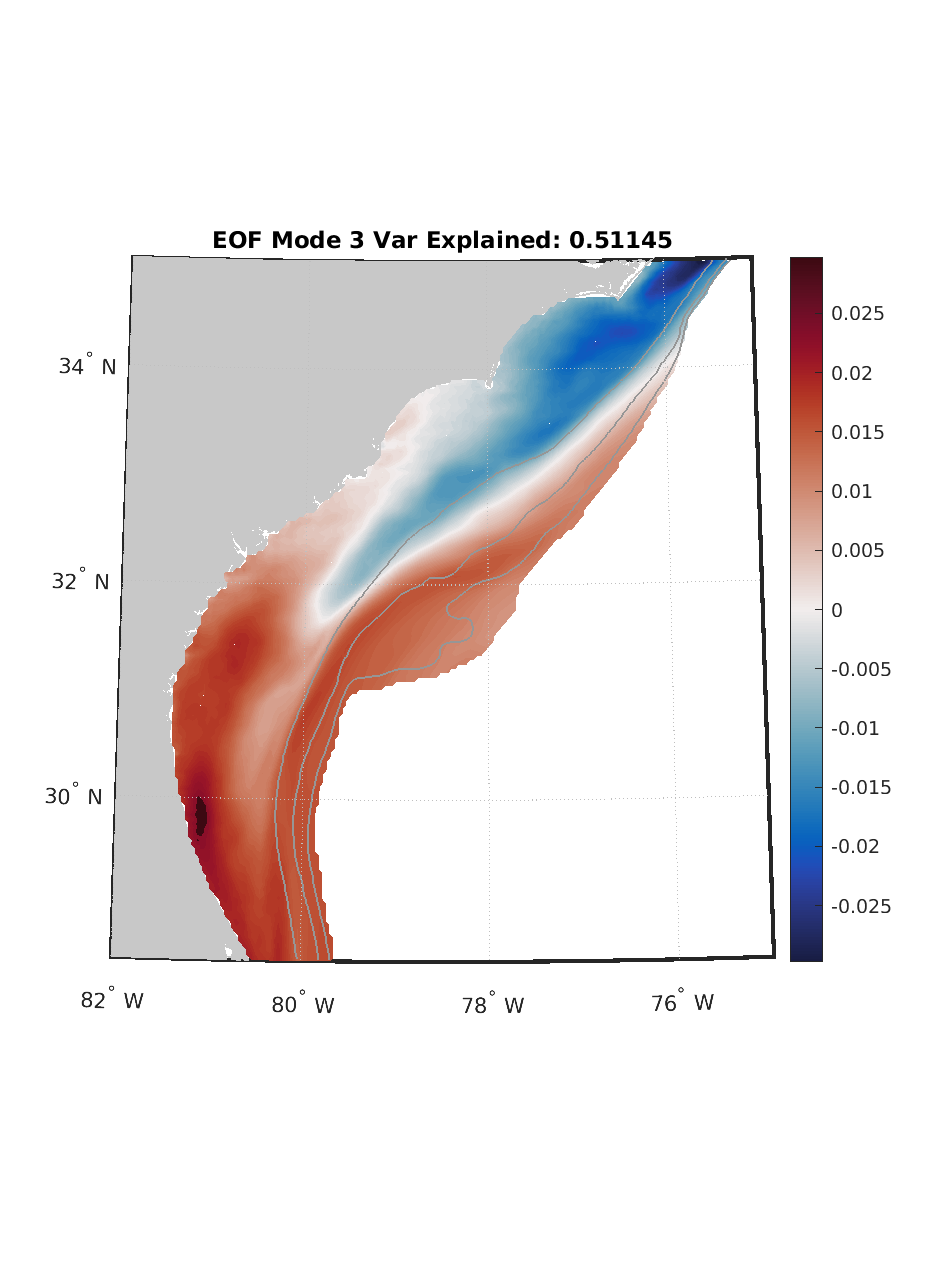 EOF Mode 3 Var Explained: 0.51145
34° N
32° N
30° N
82° W
80° W
78° W
76° W
0.025
0.02
0.015
0.01
0.005
0
-0.005
-0.01
-0.015
-0.02
-0.025